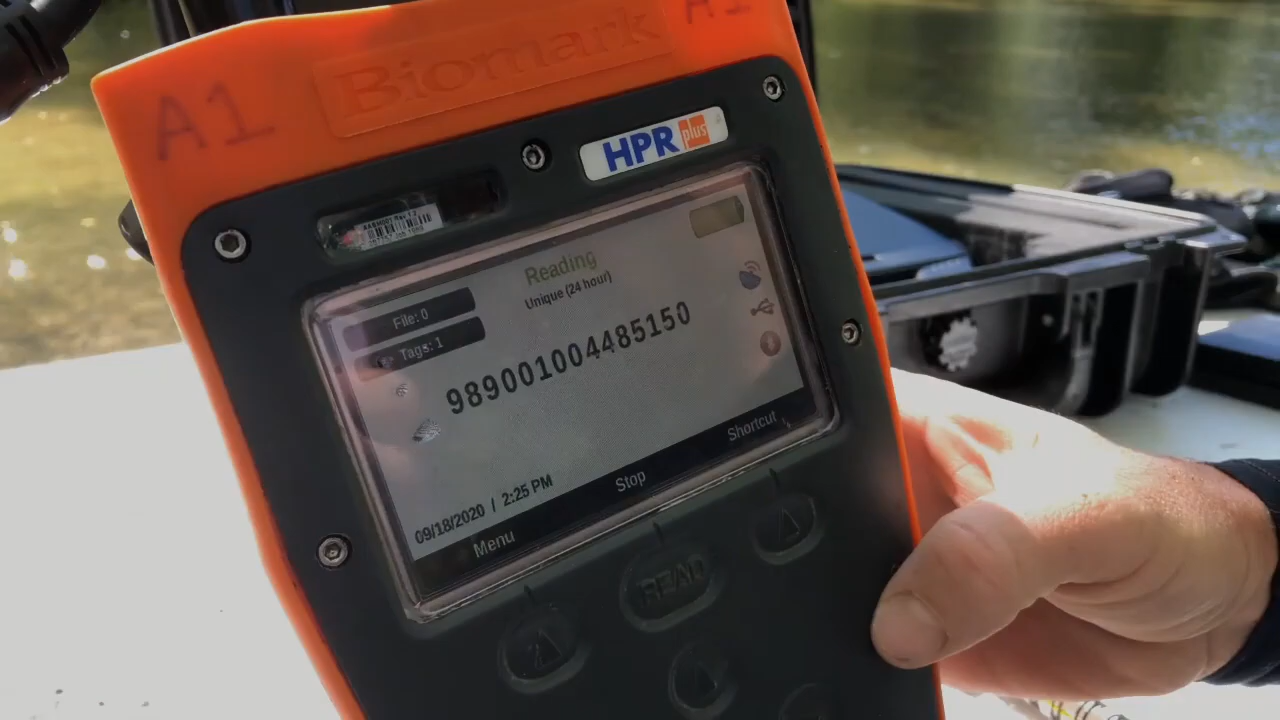 Biomark
A1
A1
HPR plus
Reading
Unique (24 hour)
File: 0
Tags: 1
989001004485150
09/18/2020 / 2:25 PM
Menu
Stop
Shortcut
READ